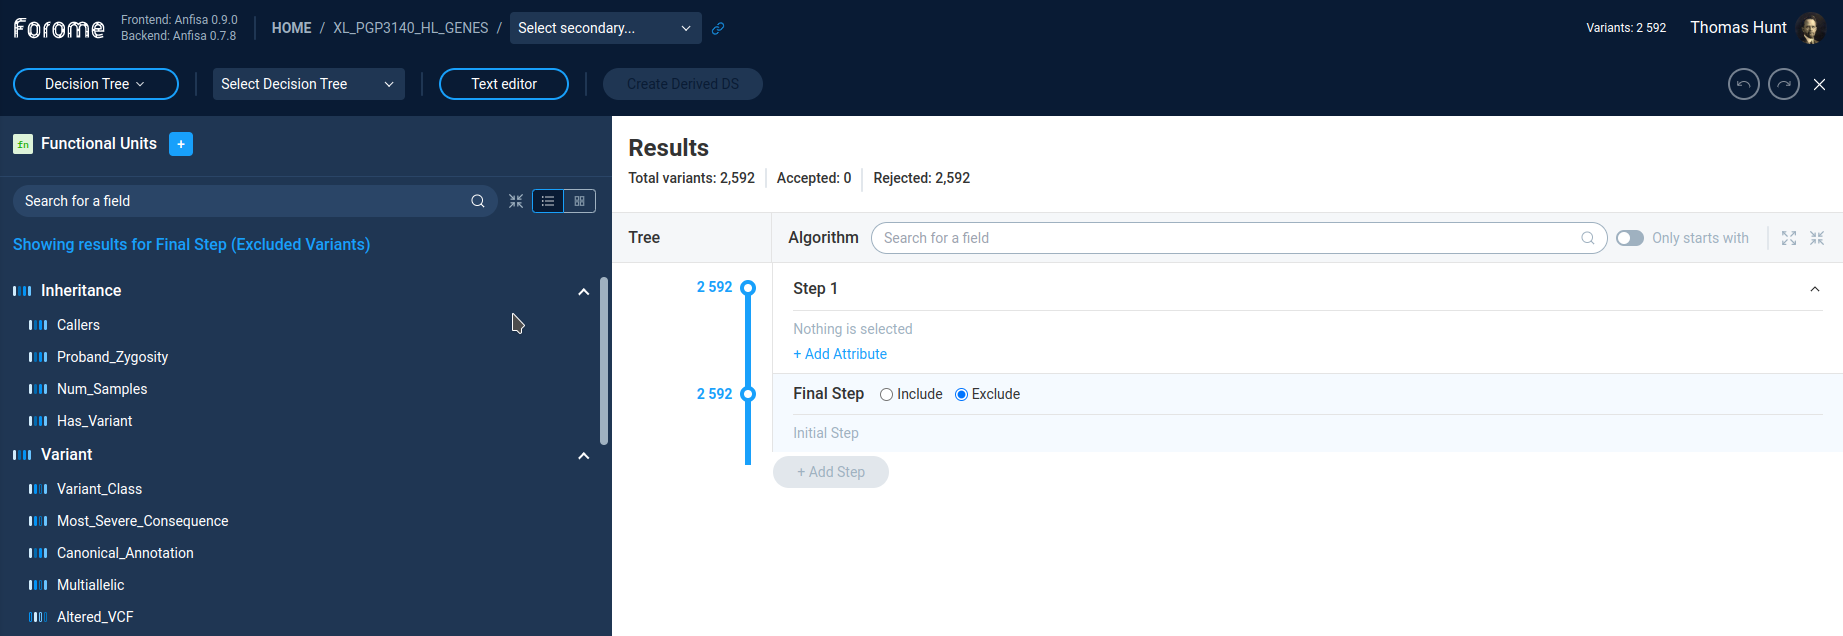 Forome
Frontend: Anfisa 0.9.0
Backend: Anfisa 0.7.8
HOME / XL_PGP3140_HL_GENES / Select secondary...
Variants: 2 592
Thomas Hunt
Decision Tree
Select Decision Tree
Text editor
Create Derived DS
fn Functional Units +
Search for a field
Showing results for Final Step (Excluded Variants)
Inheritance
Callers
Proband_Zygosity
Num_Samples
Has_Variant
Variant
Variant_Class
Most_Severe_Consequence
Canonical_Annotation
Multiallelic
Altered_VCF
Results
Total variants: 2,592
Accepted: 0
Rejected: 2,592
Tree
Algorithm
Search for a field
Only starts with
2 592
Step 1
Nothing is selected
+ Add Attribute
2 592
Final Step
Include
Exclude
Initial Step
+ Add Step